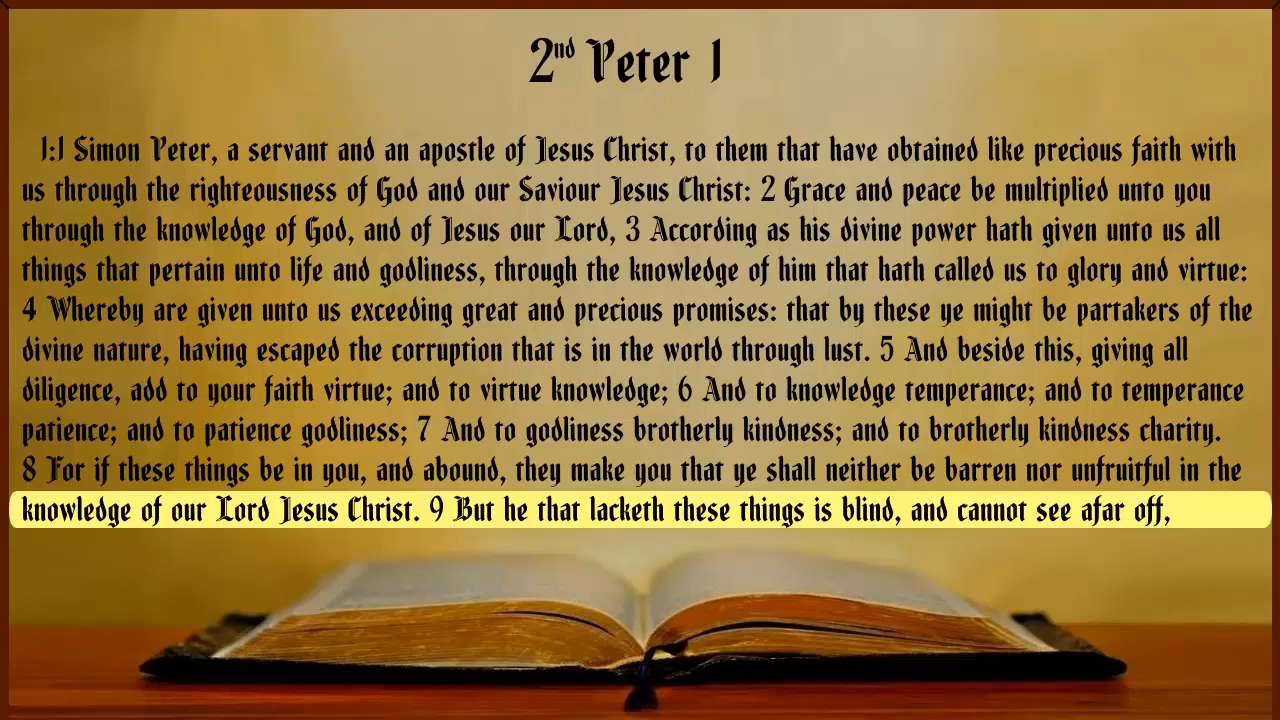 2nd Peter 1
1:1 Simon Peter, a servant and an apostle of Jesus Christ, to them that have obtained like precious faith with
us through the righteousness of God and our Saviour Jesus Christ: 2 Grace and peace be multiplied unto you
through the knowledge of God, and of Jesus our Lord, 3 According as his divine power hath given unto us all
things that pertain unto life and godliness, through the knowledge of him that hath called us to glory and virtue:
4 Whereby are given unto us exceeding great and precious promises: that by these ye might be partakers of the
divine nature, having escaped the corruption that is in the world through lust. 5 And beside this, giving all
diligence, add to your faith virtue; and to virtue knowledge; 6 And to knowledge temperance; and to temperance
patience; and to patience godliness; 7 And to godliness brotherly kindness; and to brotherly kindness charity.
8 For if these things be in you, and abound, they make you that ye shall neither be barren nor unfruitful in the
knowledge of our Lord Jesus Christ. 9 But he that lacketh these things is blind, and cannot see afar off,